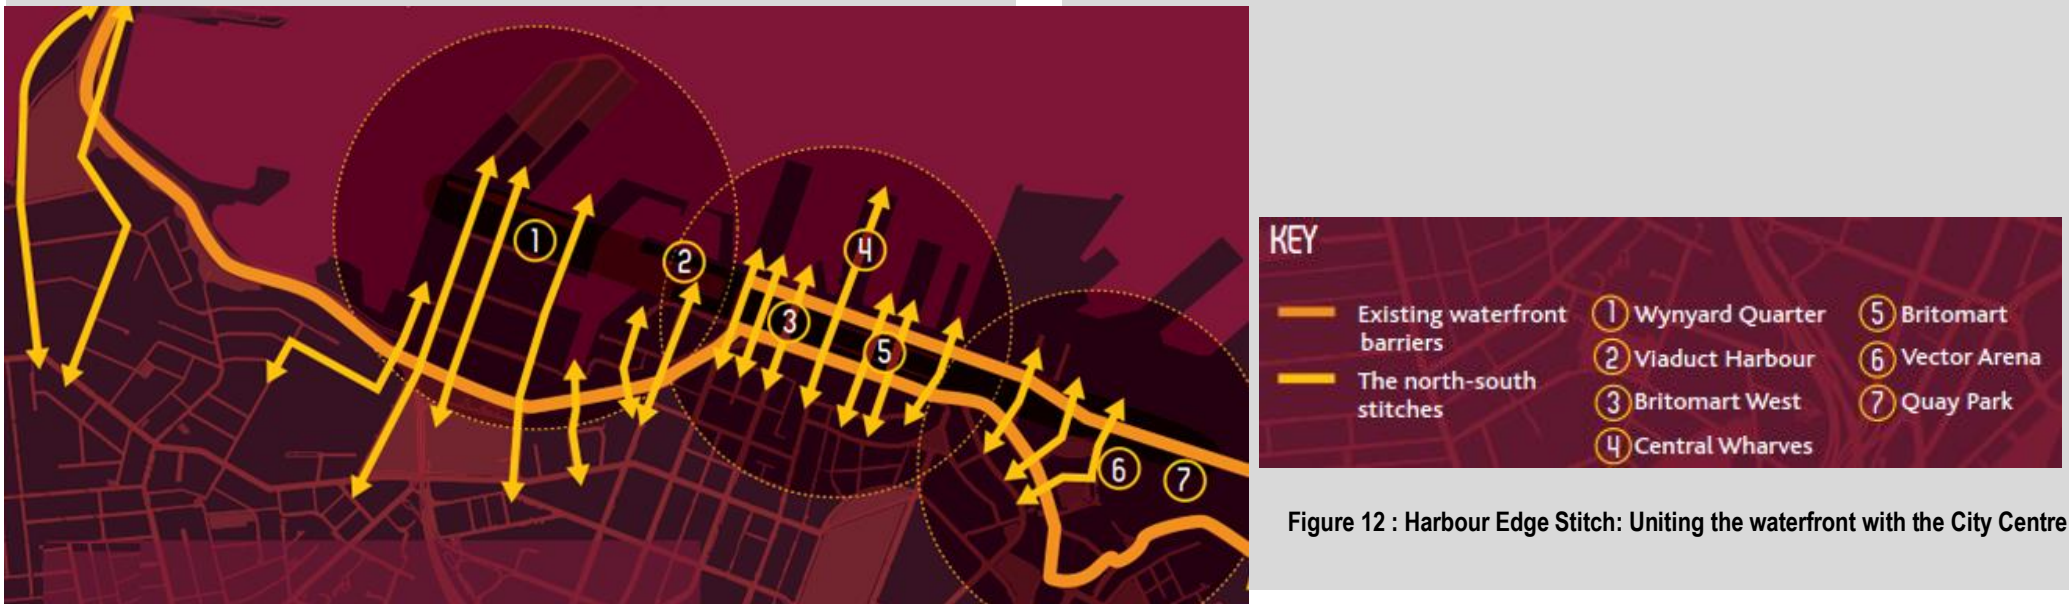 1
2
3
4
5
6
7
KEY
Existing waterfront
barriers
The north-south
stitches
1 Wynyard Quarter
2 Viaduct Harbour
3 Britomart West
4 Central Wharves
5 Britomart
6 Vector Arena
7 Quay Park
Figure 12 : Harbour Edge Stitch: Uniting the waterfront with the City Centre